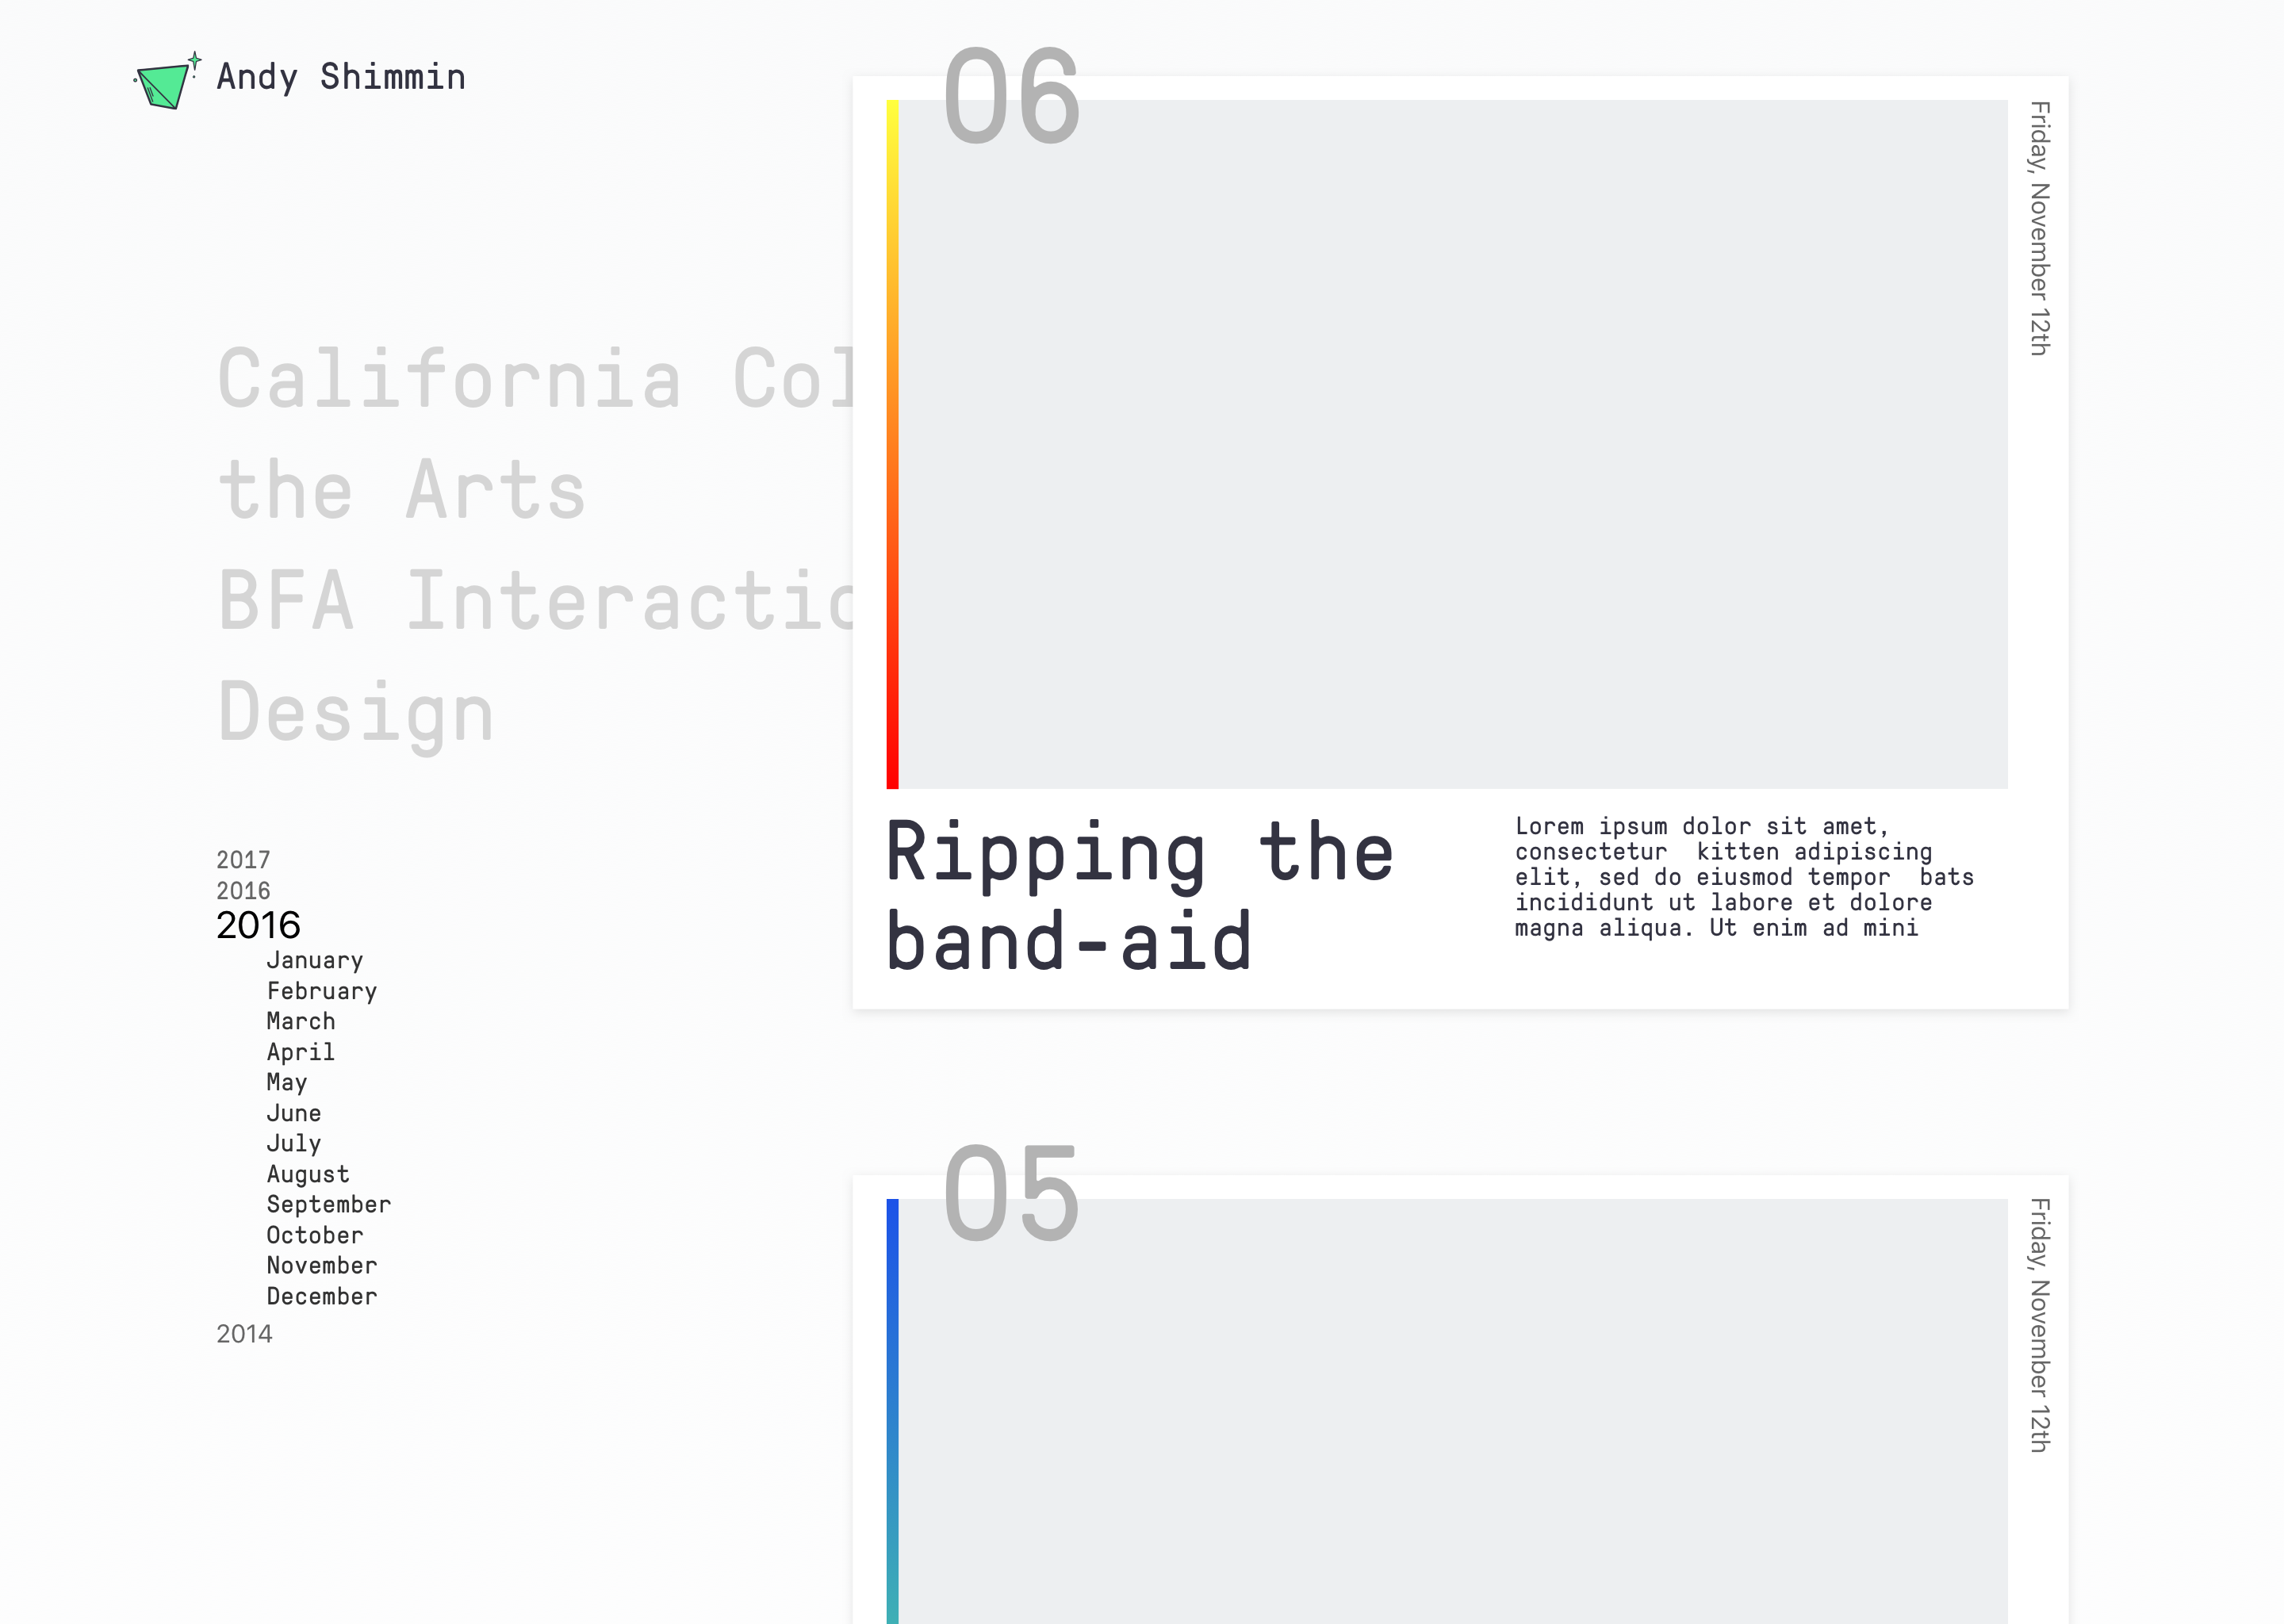 Andy Shimmin
California Col
the Arts
BFA Interactio
Design
2017
2016
2016
January
February
March
April
May
June
July
August
September
October
November
December
2014
06
Friday, November 12th
Ripping the
band-aid
Lorem ipsum dolor sit amet,
consectetur  kitten adipiscing
elit, sed do eiusmod tempor  bats
incididunt ut labore et dolore
magna aliqua. Ut enim ad mini
05
Friday, November 12th